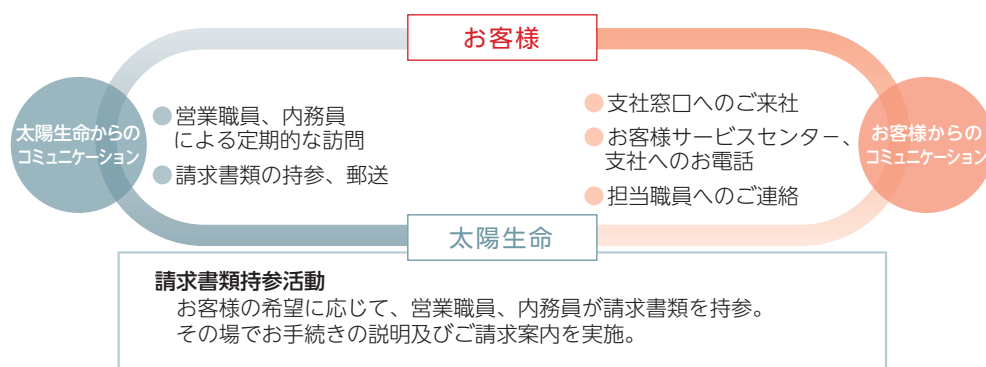 お客様
太陽生命からの
コミュニケーション
●営業職員、内務員
による定期的な訪問
●請求書類の持参、郵送
●支社窓口へのご来社
●お客様サービスセンター、
支社へのお電話
●担当職員へのご連絡
お客様からの
コミュニケーション
太陽生命
請求書類持参活動
お客様の希望に応じて、営業職員、内務員が請求書類を持参。
その場でお手続きの説明及びご請求案内を実施。